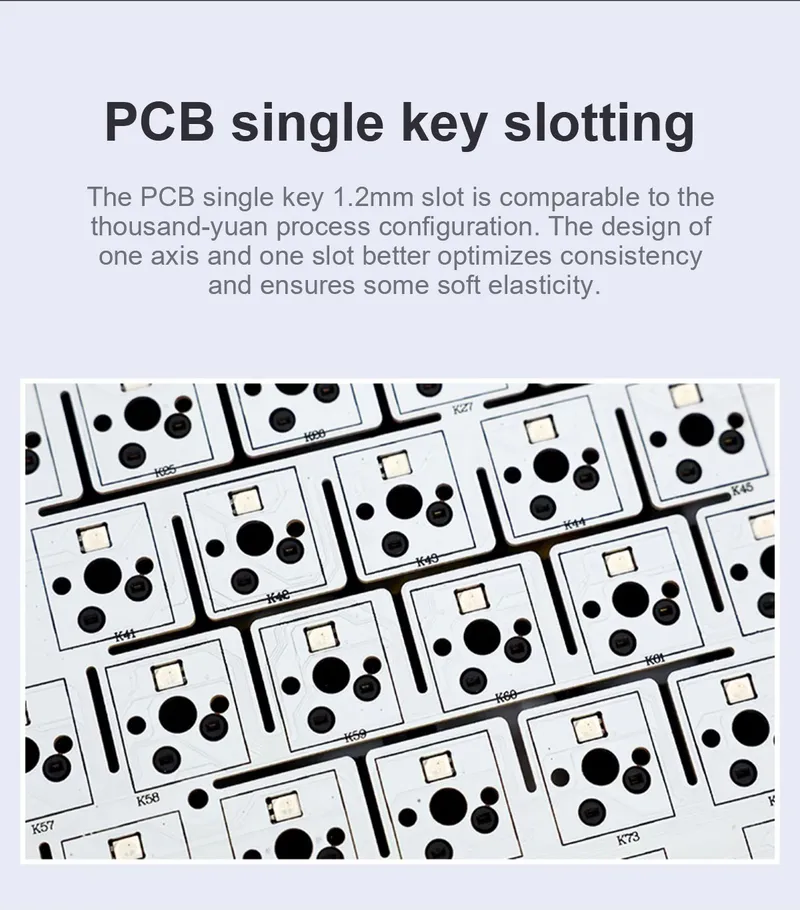 PCB single key slotting
The PCB single key 1.2mm slot is comparable to the
thousand-yuan process configuration. The design of
one axis and one slot better optimizes consistency
and ensures some soft elasticity.
K27
K25
K26
K45
K44
K43
K42
K41
K61
K60
K59
K58
K57
K73